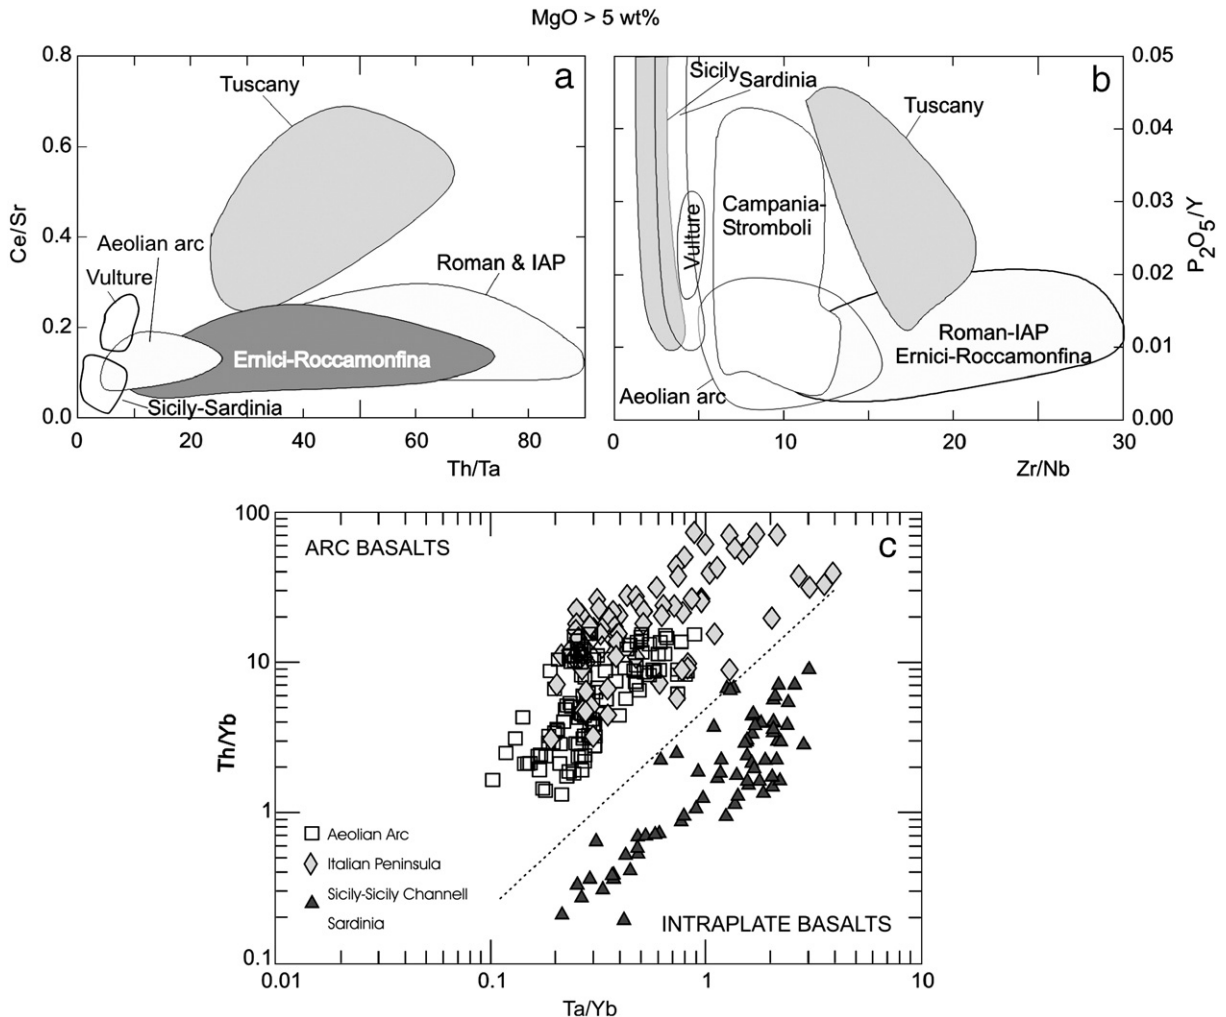 MgO > 5 wt%
0.8
0.6
0.4
0.2
0.0
Ce/Sr
a
Tuscany
Aeolian arc
Vulture
Roman & IAP
Ernici-Roccamonfina
Sicily-Sardinia
0
20
40
60
80
Th/Ta
b
Sicily
Sardinia
Tuscany
Vulture
Campania-
Stromboli
Roman-IAP
Ernici-Roccamonfina
Aeolian arc
0.05
0.04
0.03
0.02
0.01
0.00
P2O5/Y
0
10
20
30
Zr/Nb
100
10
1
0.1
Th/Yb
ARC BASALTS
c
Aeolian Arc
Italian Peninsula
Sicily-Sicily Channell
Sardinia
INTRAPLATE BASALTS
0.01
0.1
1
10
Ta/Yb